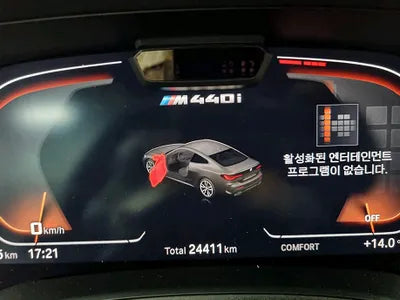 M440i
활성화된 엔터테인먼트
프로그램이 없습니다.
0 km/h
OFF
km 17:21
Total 24411 km
COMFORT
+14.0